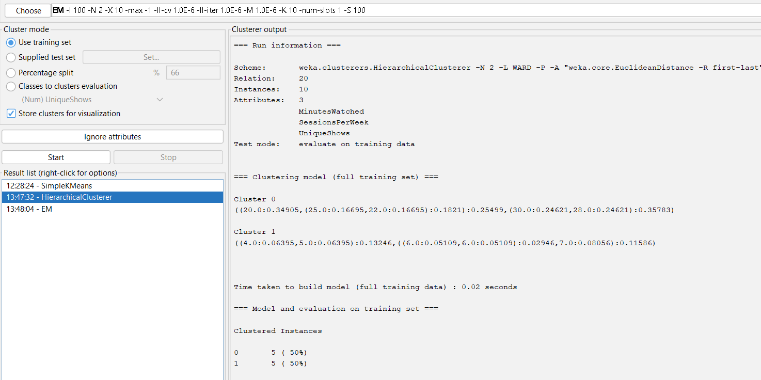 Choose EM -I 100 -N 2 -X 10 -max -1 -ll-cv 1.0E-6 -ll-iter 1.0E-6 -M 1.0E-6 -K 10 -num-slots 1 -S 100
Cluster mode
Use training set
Supplied test set Set...
Percentage split % 66
Classes to clusters evaluation
(Num) UniqueShows
Store clusters for visualization
Ignore attributes
Start Stop
Result list (right-click for options)
12:28:24 - SimpleKMeans
13:47:32 - HierarchicalClusterer
13:48:04 - EM
Clusterer output
=== Run information ===
Scheme: weka.clusterers.HierarchicalClusterer -N 2 -L WARD -P -A "weka.core.EuclideanDistance -R first-last"
Relation: 20
Instances: 10
Attributes: 3
MinutesWatched
SessionsPerWeek
UniqueShows
Test mode: evaluate on training data
=== Clustering model (full training set) ===
Cluster 0
((20.0:0.34905,(25.0:0.16695,22.0:0.16695):0.1821):0.25499,(30.0:0.24621,28.0:0.24621):0.35783)
Cluster 1
((4.0:0.06395,5.0:0.06395):0.13246,((6.0:0.05109,6.0:0.05109):0.02946,7.0:0.08056):0.11586)
Time taken to build model (full training data) : 0.02 seconds
=== Model and evaluation on training set ===
Clustered Instances
0 5 ( 50%)
1 5 ( 50%)